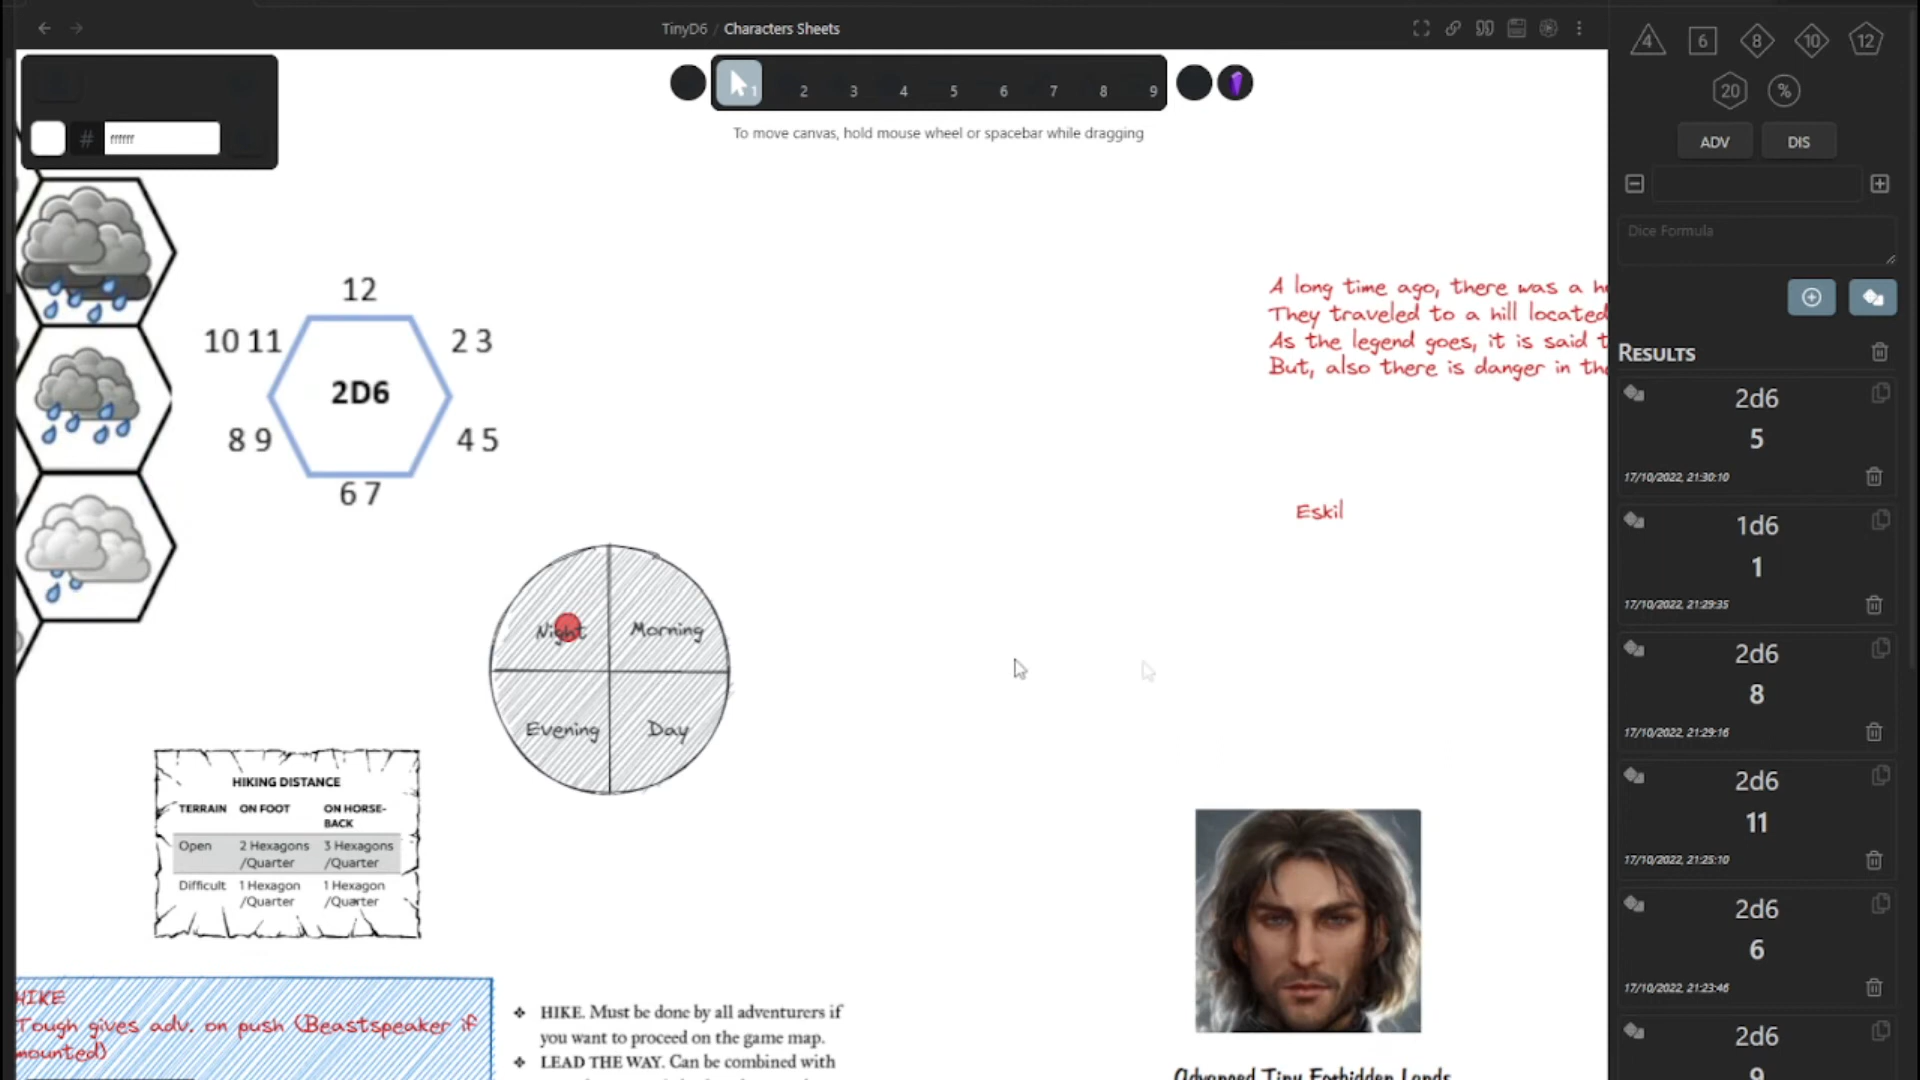 TinyD6 / Characters Sheets
1 2 3 4 5 6 7 8 9
To move canvas, hold mouse wheel or spacebar while dragging
# ffffff
12
10 11
2 3
2D6
8 9
4 5
6 7
A long time ago, there was a
They traveled to a hill located
As the legend goes, it is said
But, also there is danger in
Eskil
Night
Morning
Evening
Day
HIKING DISTANCE
TERRAIN ON FOOT ON HORSE-
BACK
Open 2 Hexagons 3 Hexagons
/Quarter /Quarter
Difficult 1 Hexagon 1 Hexagon
/Quarter /Quarter
HIKE
Tough gives adv. on push (Beastspeaker if
mounted)
❖ HIKE. Must be done by all adventurers if
you want to proceed on the game map.
❖ LEAD THE WAY. Can be combined with
Advanced Tiny Forbidden Lands
4 6 8 10 12
20 %
ADV DIS
Dice Formula
RESULTS
2d6
5
17/10/2022, 21:30:10
1d6
1
17/10/2022, 21:29:35
2d6
8
17/10/2022, 21:29:16
2d6
11
17/10/2022, 21:25:10
2d6
6
17/10/2022, 21:23:46
2d6
9